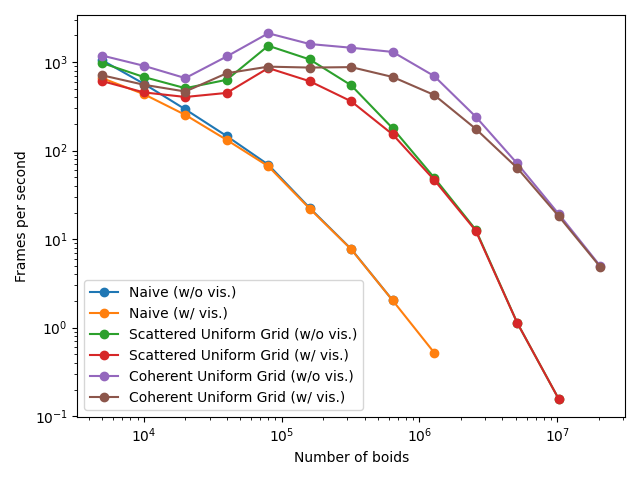 Frames per second
10³
10²
10¹
10⁰
10⁻¹
Naive (w/o vis.)
Naive (w/ vis.)
Scattered Uniform Grid (w/o vis.)
Scattered Uniform Grid (w/ vis.)
Coherent Uniform Grid (w/o vis.)
Coherent Uniform Grid (w/ vis.)
10⁴ 10⁵ 10⁶ 10⁷
Number of boids